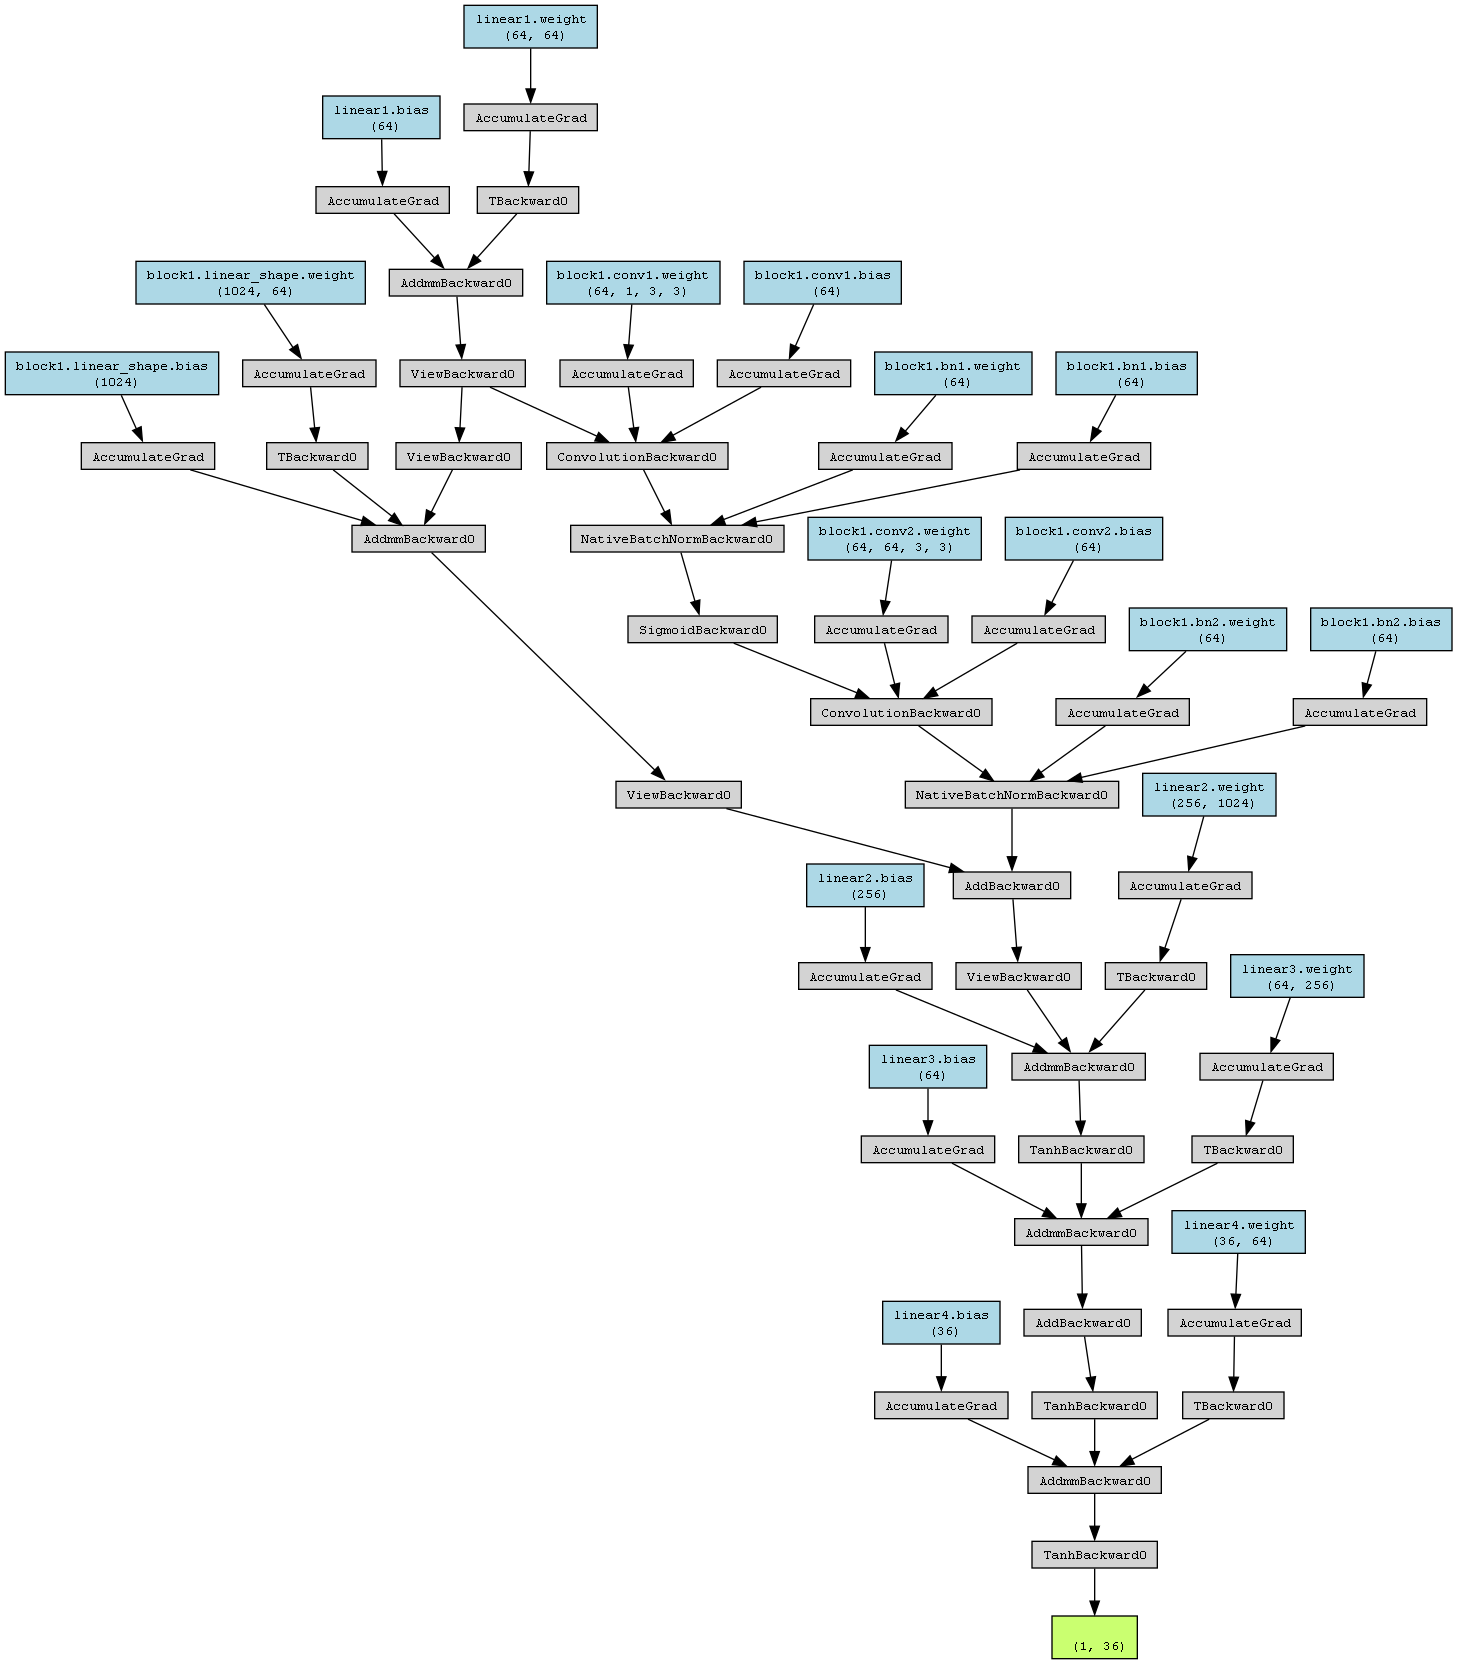 linear1.weight
(64, 64)
linear1.bias
(64)
AccumulateGrad
AccumulateGrad
TBackward0
block1.linear_shape.weight
(1024, 64)
AddmmBackward0
block1.conv1.weight
(64, 1, 3, 3)
block1.conv1.bias
(64)
block1.linear_shape.bias
(1024)
AccumulateGrad
ViewBackward0
AccumulateGrad
AccumulateGrad
block1.bn1.weight
(64)
block1.bn1.bias
(64)
AccumulateGrad
TBackward0
ViewBackward0
ConvolutionBackward0
AccumulateGrad
AccumulateGrad
AddmmBackward0
NativeBatchNormBackward0
block1.conv2.weight
(64, 64, 3, 3)
block1.conv2.bias
(64)
SigmoidBackward0
AccumulateGrad
AccumulateGrad
block1.bn2.weight
(64)
block1.bn2.bias
(64)
ConvolutionBackward0
AccumulateGrad
AccumulateGrad
ViewBackward0
NativeBatchNormBackward0
linear2.weight
(256, 1024)
linear2.bias
(256)
AddBackward0
AccumulateGrad
AccumulateGrad
ViewBackward0
TBackward0
linear3.weight
(64, 256)
linear3.bias
(64)
AddmmBackward0
AccumulateGrad
AccumulateGrad
TanhBackward0
TBackward0
AddmmBackward0
linear4.weight
(36, 64)
linear4.bias
(36)
AddBackward0
AccumulateGrad
AccumulateGrad
TanhBackward0
TBackward0
AddmmBackward0
TanhBackward0
(1, 36)